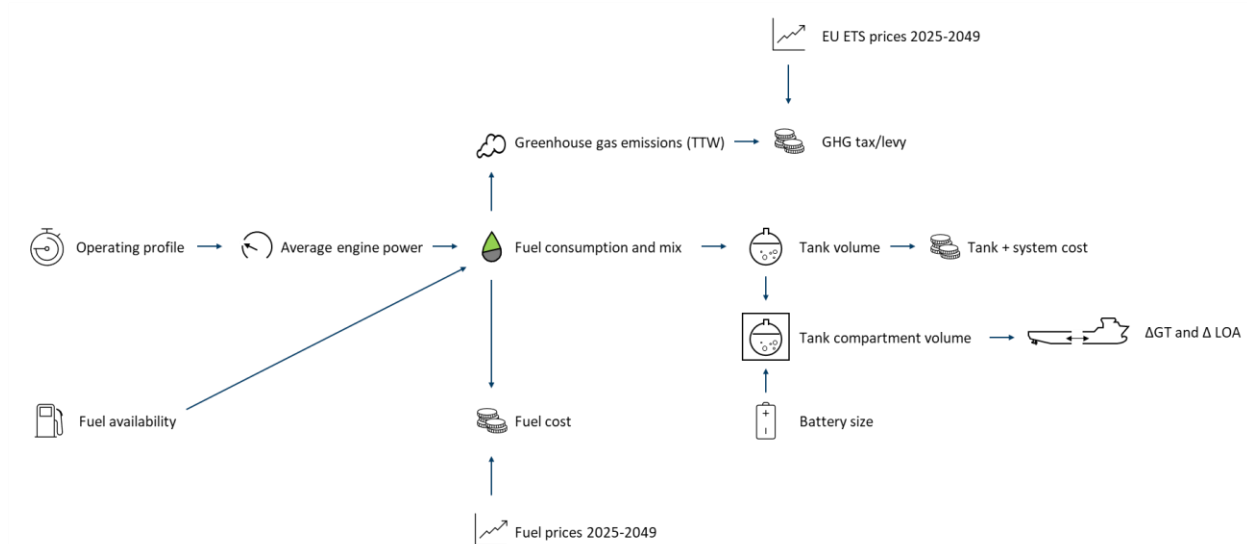 EU ETS prices 2025-2049
Greenhouse gas emissions (TTW)
GHG tax/levy
Operating profile
Average engine power
Fuel consumption and mix
Tank volume
Tank + system cost
Tank compartment volume
ΔGT and Δ LOA
Fuel availability
Fuel cost
Battery size
Fuel prices 2025-2049